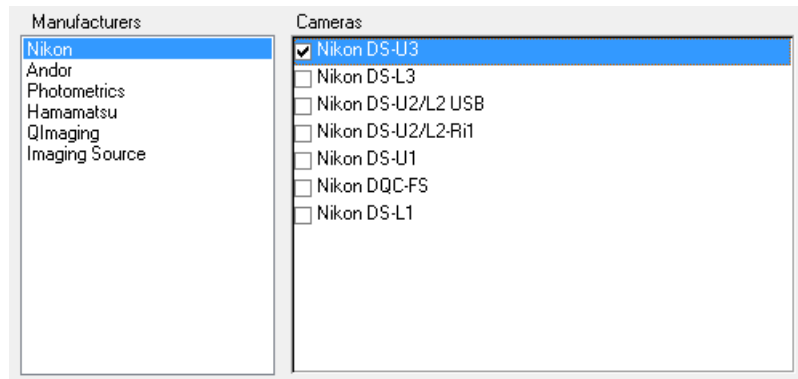 Manufacturers
Nikon
Andor
Photometrics
Hamamatsu
QImaging
Imaging Source
Cameras
Nikon DS-U3
Nikon DS-L3
Nikon DS-U2/L2 USB
Nikon DS-U2/L2-Ri1
Nikon DS-U1
Nikon DQC-FS
Nikon DS-L1